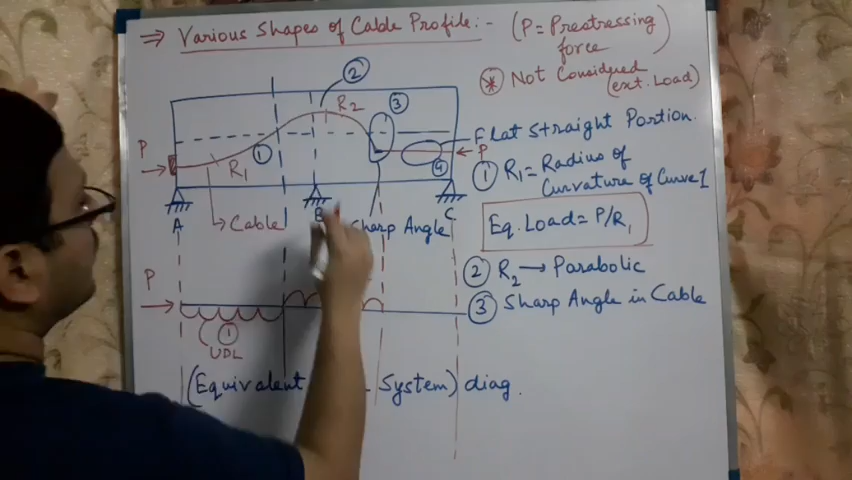 ⇒ Various Shapes of Cable Profile:- (P = Prestressing
force)
* Not Considered
(ext. Load)
2
R2
3
Flat Straight Portion.
P
1
R1
4
P
1 R1 = Radius of
Curvature of Curve 1
A
Cable
B
Sharp Angle
C
Eq. Load = P/R1
2 R2 → Parabolic
P
3 Sharp Angle in Cable
1
UDL
(Equivalent System) diag.